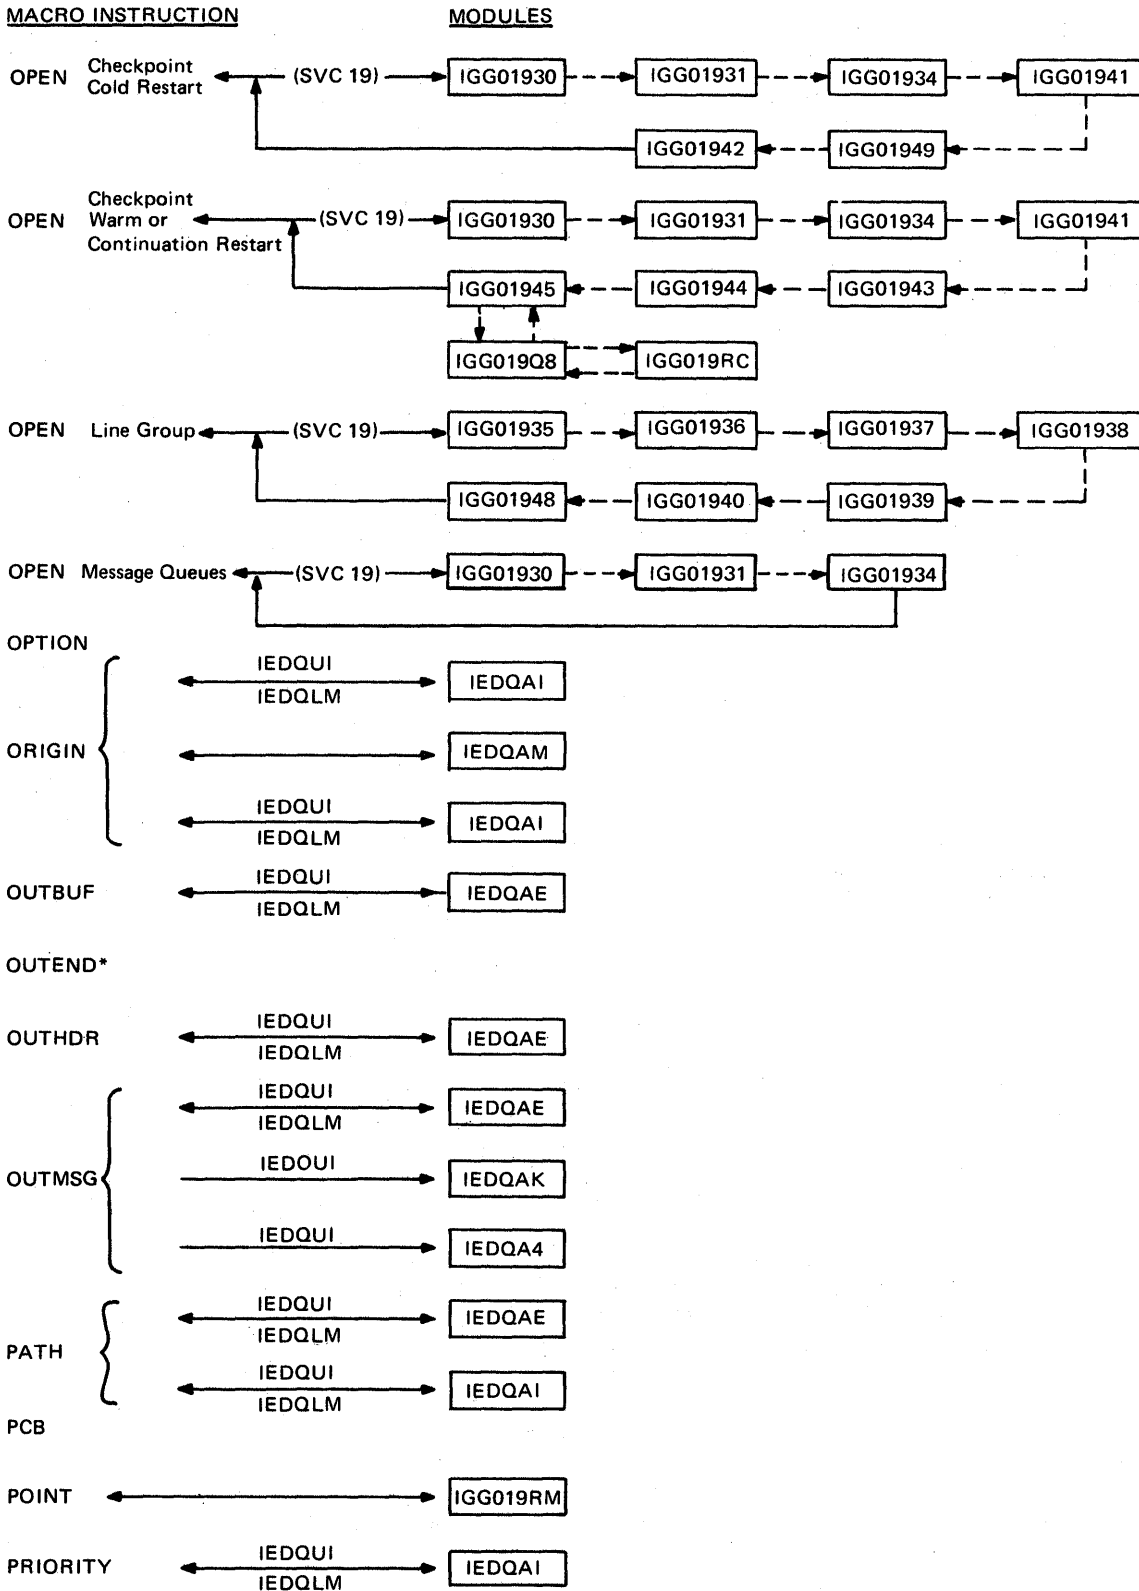 MACRO INSTRUCTION MODULES
OPEN Checkpoint Cold Restart (SVC 19) IGG01930 IGG01931 IGG01934 IGG01941
IGG01942 IGG01949
OPEN Checkpoint Warm or Continuation Restart (SVC 19) IGG01930 IGG01931 IGG01934 IGG01941
IGG01945 IGG01944 IGG01943
IGG019Q8 IGG019RC
OPEN Line Group (SVC 19) IGG01935 IGG01936 IGG01937 IGG01938
IGG01948 IGG01940 IGG01939
OPEN Message Queues (SVC 19) IGG01930 IGG01931 IGG01934
OPTION
IEDQUI
IEDQLM IEDQAI
ORIGIN IEDQAM
IEDQUI
IEDQLM IEDQAI
IEDQUI
OUTBUF IEDQAE
IEDQLM
OUTEND*
IEDQUI
OUTHDR IEDQAE
IEDQLM
IEDQUI
IEDQAE
IEDQLM
IEDOUI
OUTMSG IEDQAK
IEDQUI
IEDQA4
IEDQUI
IEDQAE
IEDQLM
PATH
IEDQUI
IEDQAI
IEDQLM
PCB
POINT IGG019RM
IEDQUI
PRIORITY IEDQAI
IEDQLM